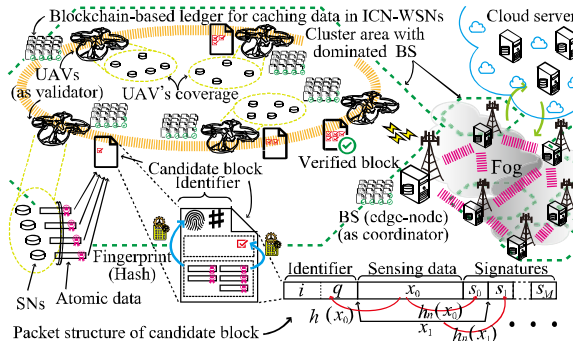 Blockchain-based ledger for caching data in ICN-WSNs
Cloud server
Cluster area with
dominated BS
UAVs
(as validator)
UAV's coverage
Verified block
Fog
Candidate block
Identifier
#
BS (edge-node)
(as coordinator)
Fingerprint
(Hash)
SNs
Atomic data
Identifier Sensing data Signatures
i q x₀ s₀ s₁ s_M
h (x₀) hₙ(x₀)
x₁ hₙ(x₁) • • •
Packet structure of candidate block